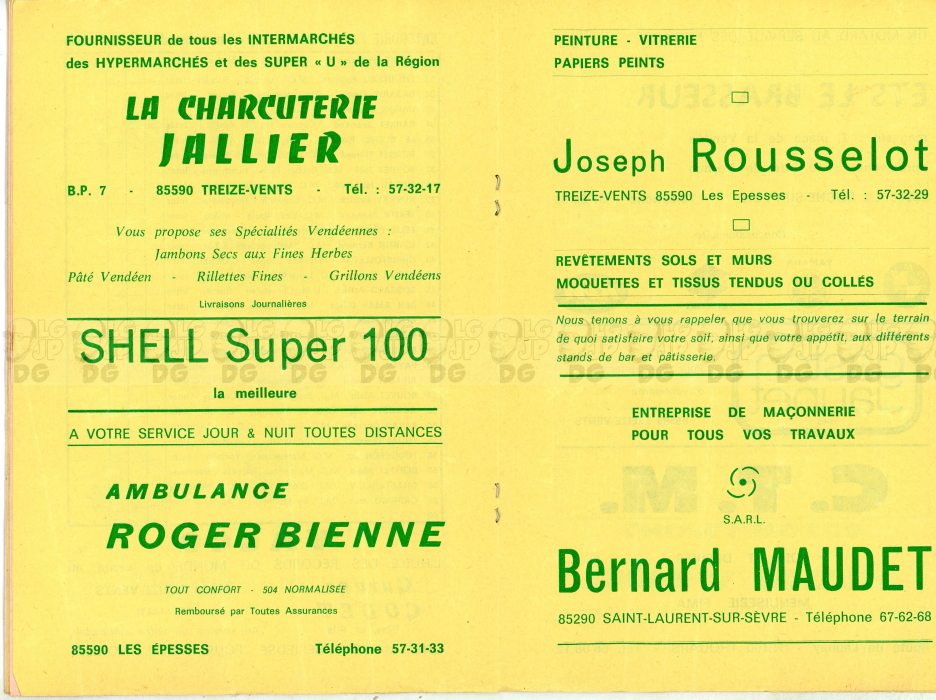 FOURNISSEUR de tous les INTERMARCHÉS
des HYPERMARCHÉS et des SUPER « U » de la Région
LA CHARCUTERIE
JALLIER
B.P. 7 - 85590 TREIZE-VENTS - Tél. : 57-32-17
Vous propose ses Spécialités Vendéennes :
Jambons Secs aux Fines Herbes
Pâté Vendéen - Rillettes Fines - Grillons Vendéens
Livraisons Journalières
SHELL Super 100
la meilleure
A VOTRE SERVICE JOUR & NUIT TOUTES DISTANCES
AMBULANCE
ROGER BIENNE
TOUT CONFORT - 504 NORMALISÉE
Remboursé par Toutes Assurances
85590 LES ÉPESSES Téléphone 57-31-33
PEINTURE - VITRERIE
PAPIERS PEINTS
Joseph Rousselot
TREIZE-VENTS 85590 Les Epesses - Tél. : 57-32-29
REVÊTEMENTS SOLS ET MURS
MOQUETTES ET TISSUS TENDUS OU COLLÉS
Nous tenons à vous rappeler que vous trouverez sur le terrain
de quoi satisfaire votre soif, ainsi que votre appétit, aux différents
stands de bar et pâtisserie.
ENTREPRISE DE MAÇONNERIE
POUR TOUS VOS TRAVAUX
S.A.R.L.
Bernard MAUDET
85290 SAINT-LAURENT-SUR-SÈVRE - Téléphone 67-62-68